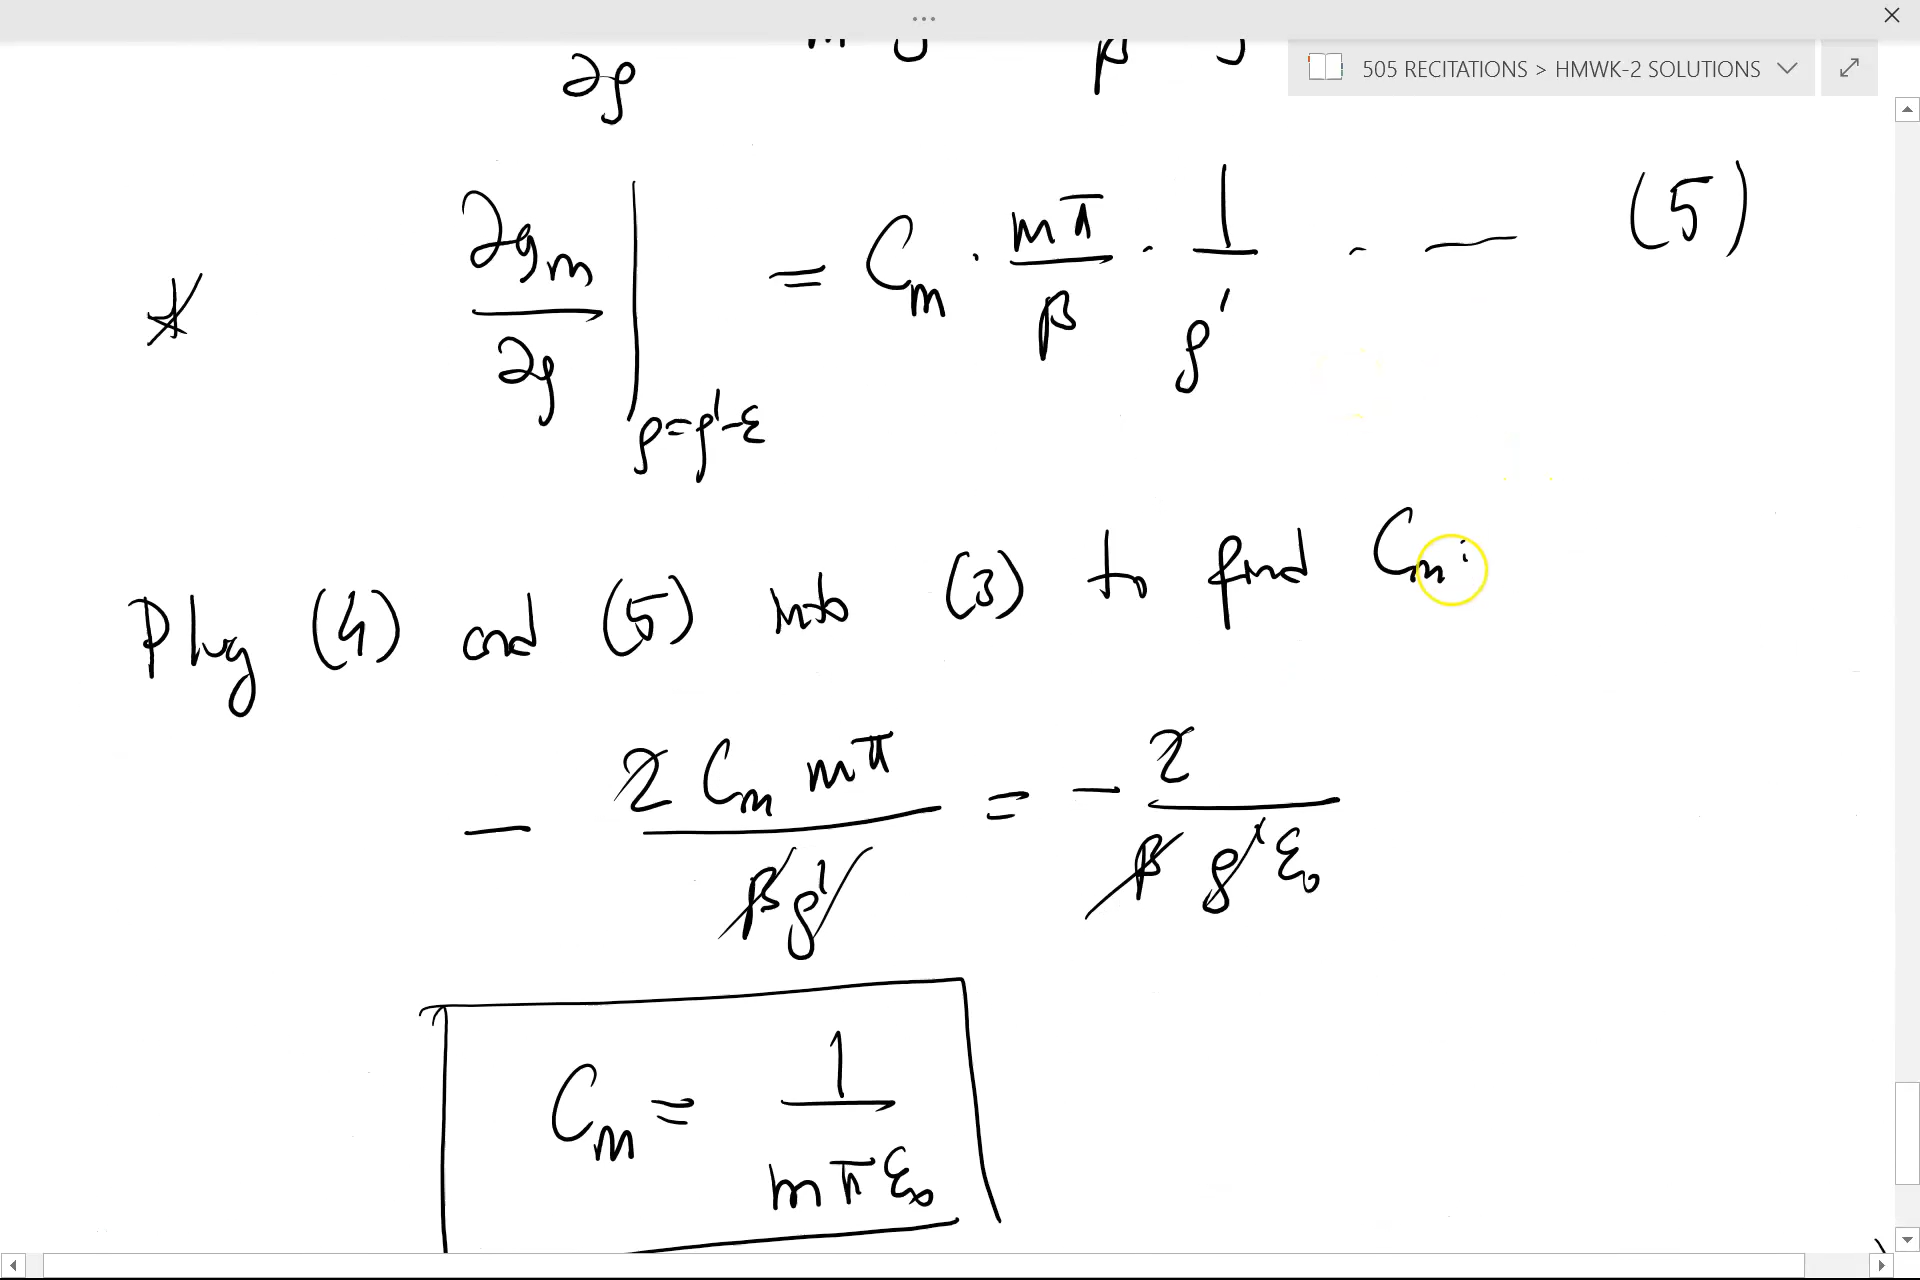 505 RECITATIONS > HMWK-2 SOLUTIONS
∂ρ
* ∂g_m/∂ρ |_{ρ=ρ'-ε} = C_m · mπ/β · 1/ρ' · — (5)
Plug (4) and (5) into (3) to find C_m:
- 2 C_m mπ / βρ' = - 2 / β ρ' ε₀
C_m = 1 / mπε₀